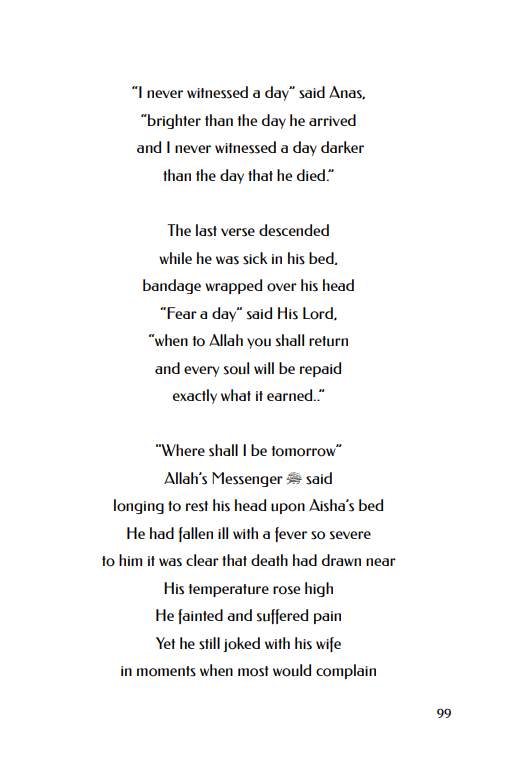 “I never witnessed a day” said Anas,
“brighter than the day he arrived
and I never witnessed a day darker
than the day that he died.”
The last verse descended
while he was sick in his bed,
bandage wrapped over his head
“Fear a day” said His Lord,
“when to Allah you shall return
and every soul will be repaid
exactly what it earned..”
“Where shall I be tomorrow”
Allah’s Messenger ﷺ said
longing to rest his head upon Aisha’s bed
He had fallen ill with a fever so severe
to him it was clear that death had drawn near
His temperature rose high
He fainted and suffered pain
Yet he still joked with his wife
in moments when most would complain
99